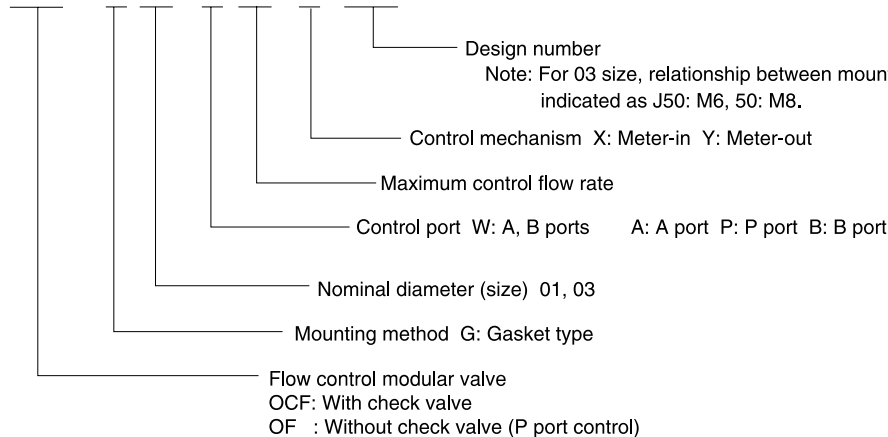 Design number
Note: For 03 size, relationship between moun
indicated as J50: M6, 50: M8.
Control mechanism X: Meter-in Y: Meter-out
Maximum control flow rate
Control port W: A, B ports A: A port P: P port B: B port
Nominal diameter (size) 01, 03
Mounting method G: Gasket type
Flow control modular valve
OCF: With check valve
OF : Without check valve (P port control)